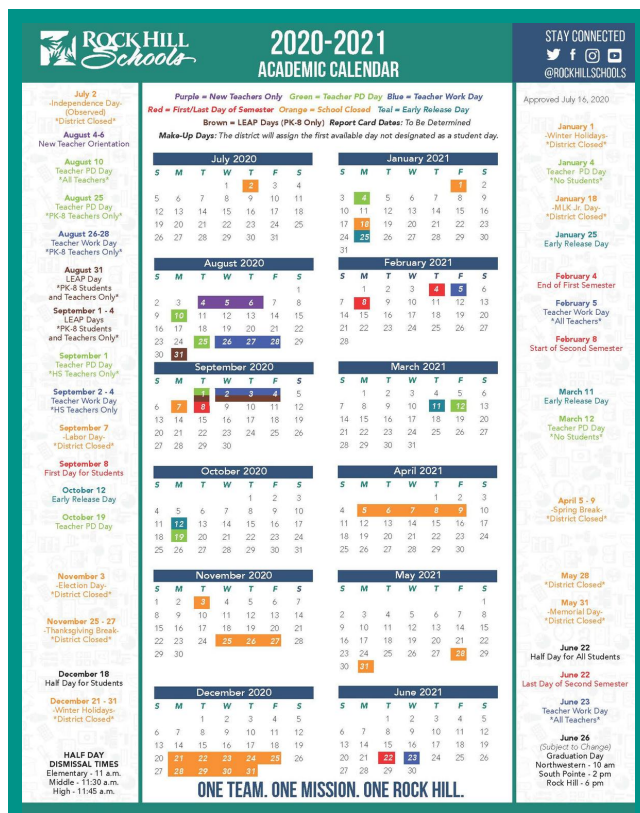 ROCK HILL
Schools
2020-2021
ACADEMIC CALENDAR
STAY CONNECTED
@ROCKHILLSCHOOLS
July 2
-Independence Day-
(Observed)
*District Closed*
August 4-6
New Teacher Orientation
August 10
Teacher PD Day
*All Teachers*
August 25
Teacher PD Day
*PK-8 Teachers Only*
August 26-28
Teacher Work Day
*PK-8 Teachers Only*
August 31
LEAP Day
*PK-8 Students
and Teachers Only*
September 1 - 4
LEAP Days
*PK-8 Students
and Teachers Only*
September 1
Teacher PD Day
*HS Teachers Only*
September 2 - 4
Teacher Work Day
*HS Teachers Only
September 7
-Labor Day-
*District Closed*
September 8
First Day for Students
October 12
Early Release Day
October 19
Teacher PD Day
November 3
-Election Day-
*District Closed*
November 25 - 27
-Thanksgiving Break-
*District Closed*
December 18
Half Day for Students
December 21 - 31
-Winter Holidays-
*District Closed*
HALF DAY
DISMISSAL TIMES
Elementary - 11 a.m.
Middle - 11:30 a.m.
High - 11:45 a.m.
Purple = New Teachers Only Green = Teacher PD Day Blue = Teacher Work Day
Red = First/Last Day of Semester Orange = School Closed Teal = Early Release Day
Brown = LEAP Days (PK-8 Only) Report Card Dates: To Be Determined
Make-Up Days: The district will assign the first available day not designated as a student day.
July 2020
S M T W T F S
1 2 3 4
5 6 7 8 9 10 11
12 13 14 15 16 17 18
19 20 21 22 23 24 25
26 27 28 29 30 31
January 2021
S M T W T F S
1 2
3 4 5 6 7 8 9
10 11 12 13 14 15 16
17 18 19 20 21 22 23
24 25 26 27 28 29 30
31
August 2020
S M T W T F S
1
2 3 4 5 6 7 8
9 10 11 12 13 14 15
16 17 18 19 20 21 22
23 24 25 26 27 28 29
30 31
February 2021
S M T W T F S
1 2 3 4 5 6
7 8 9 10 11 12 13
14 15 16 17 18 19 20
21 22 23 24 25 26 27
28
September 2020
S M T W T F S
1 2 3 4 5
6 7 8 9 10 11 12
13 14 15 16 17 18 19
20 21 22 23 24 25 26
27 28 29 30
March 2021
S M T W T F S
1 2 3 4 5 6
7 8 9 10 11 12 13
14 15 16 17 18 19 20
21 22 23 24 25 26 27
28 29 30 31
October 2020
S M T W T F S
1 2 3
4 5 6 7 8 9 10
11 12 13 14 15 16 17
18 19 20 21 22 23 24
25 26 27 28 29 30 31
April 2021
S M T W T F S
1 2 3
4 5 6 7 8 9 10
11 12 13 14 15 16 17
18 19 20 21 22 23 24
25 26 27 28 29 30
November 2020
S M T W T F S
1 2 3 4 5 6 7
8 9 10 11 12 13 14
15 16 17 18 19 20 21
22 23 24 25 26 27 28
29 30
May 2021
S M T W T F S
1
2 3 4 5 6 7 8
9 10 11 12 13 14 15
16 17 18 19 20 21 22
23 24 25 26 27 28 29
30 31
December 2020
S M T W T F S
1 2 3 4 5
6 7 8 9 10 11 12
13 14 15 16 17 18 19
20 21 22 23 24 25 26
27 28 29 30 31
June 2021
S M T W T F S
1 2 3 4 5
6 7 8 9 10 11 12
13 14 15 16 17 18 19
20 21 22 23 24 25 26
27 28 29 30
ONE TEAM. ONE MISSION. ONE ROCK HILL.
Approved July 16, 2020
January 1
-Winter Holidays-
*District Closed*
January 4
Teacher PD Day
*No Students*
January 18
-MLK Jr. Day-
*District Closed*
January 25
Early Release Day
February 4
End of First Semester
February 5
Teacher Work Day
*All Teachers*
February 8
Start of Second Semester
March 11
Early Release Day
March 12
Teacher PD Day
*No Students*
April 5 - 9
-Spring Break-
*District Closed*
May 28
*District Closed*
May 31
-Memorial Day-
*District Closed*
June 22
Half Day for All Students
June 22
Last Day of Second Semester
June 23
Teacher Work Day
*All Teachers*
June 26
(Subject to Change)
Graduation Day
Northwestern - 10 am
South Pointe - 2 pm
Rock Hill - 6 pm